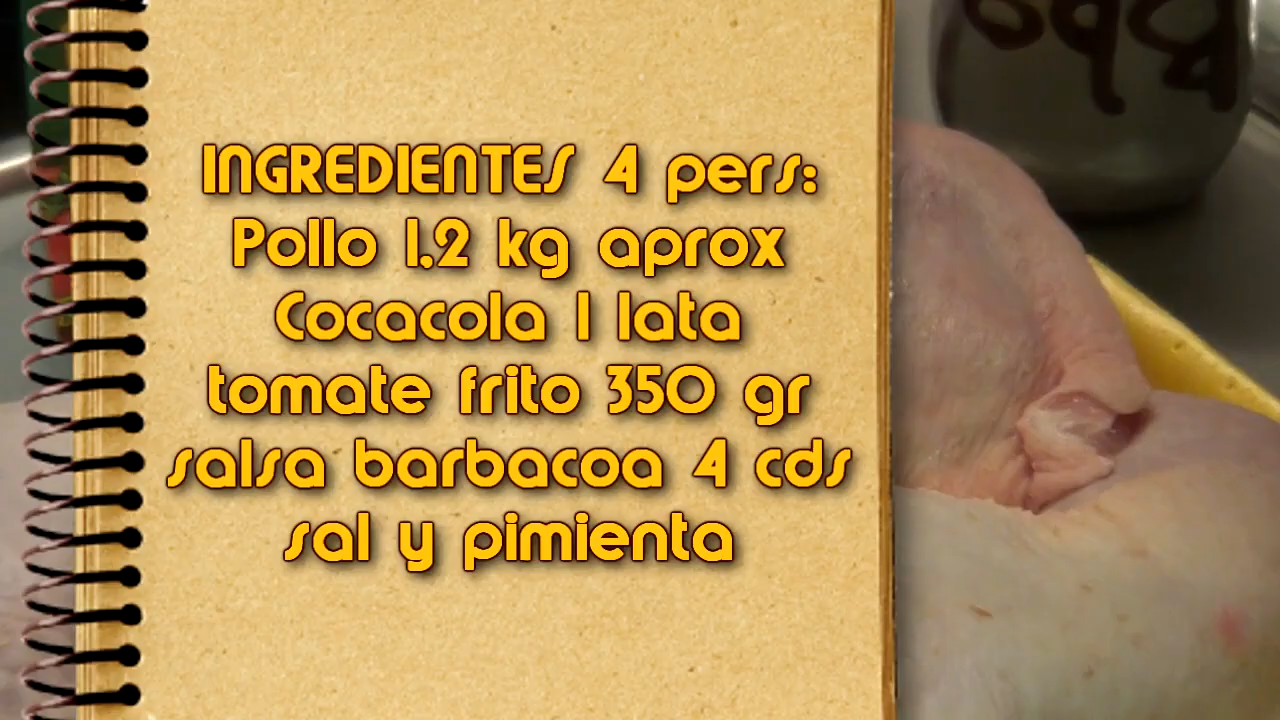 INGREDIENTES 4 pers:
Pollo 1.2 kg aprox
Cocacola 1 lata
tomate frito 350 gr
salsa barbacoa 4 cds
sal y pimienta